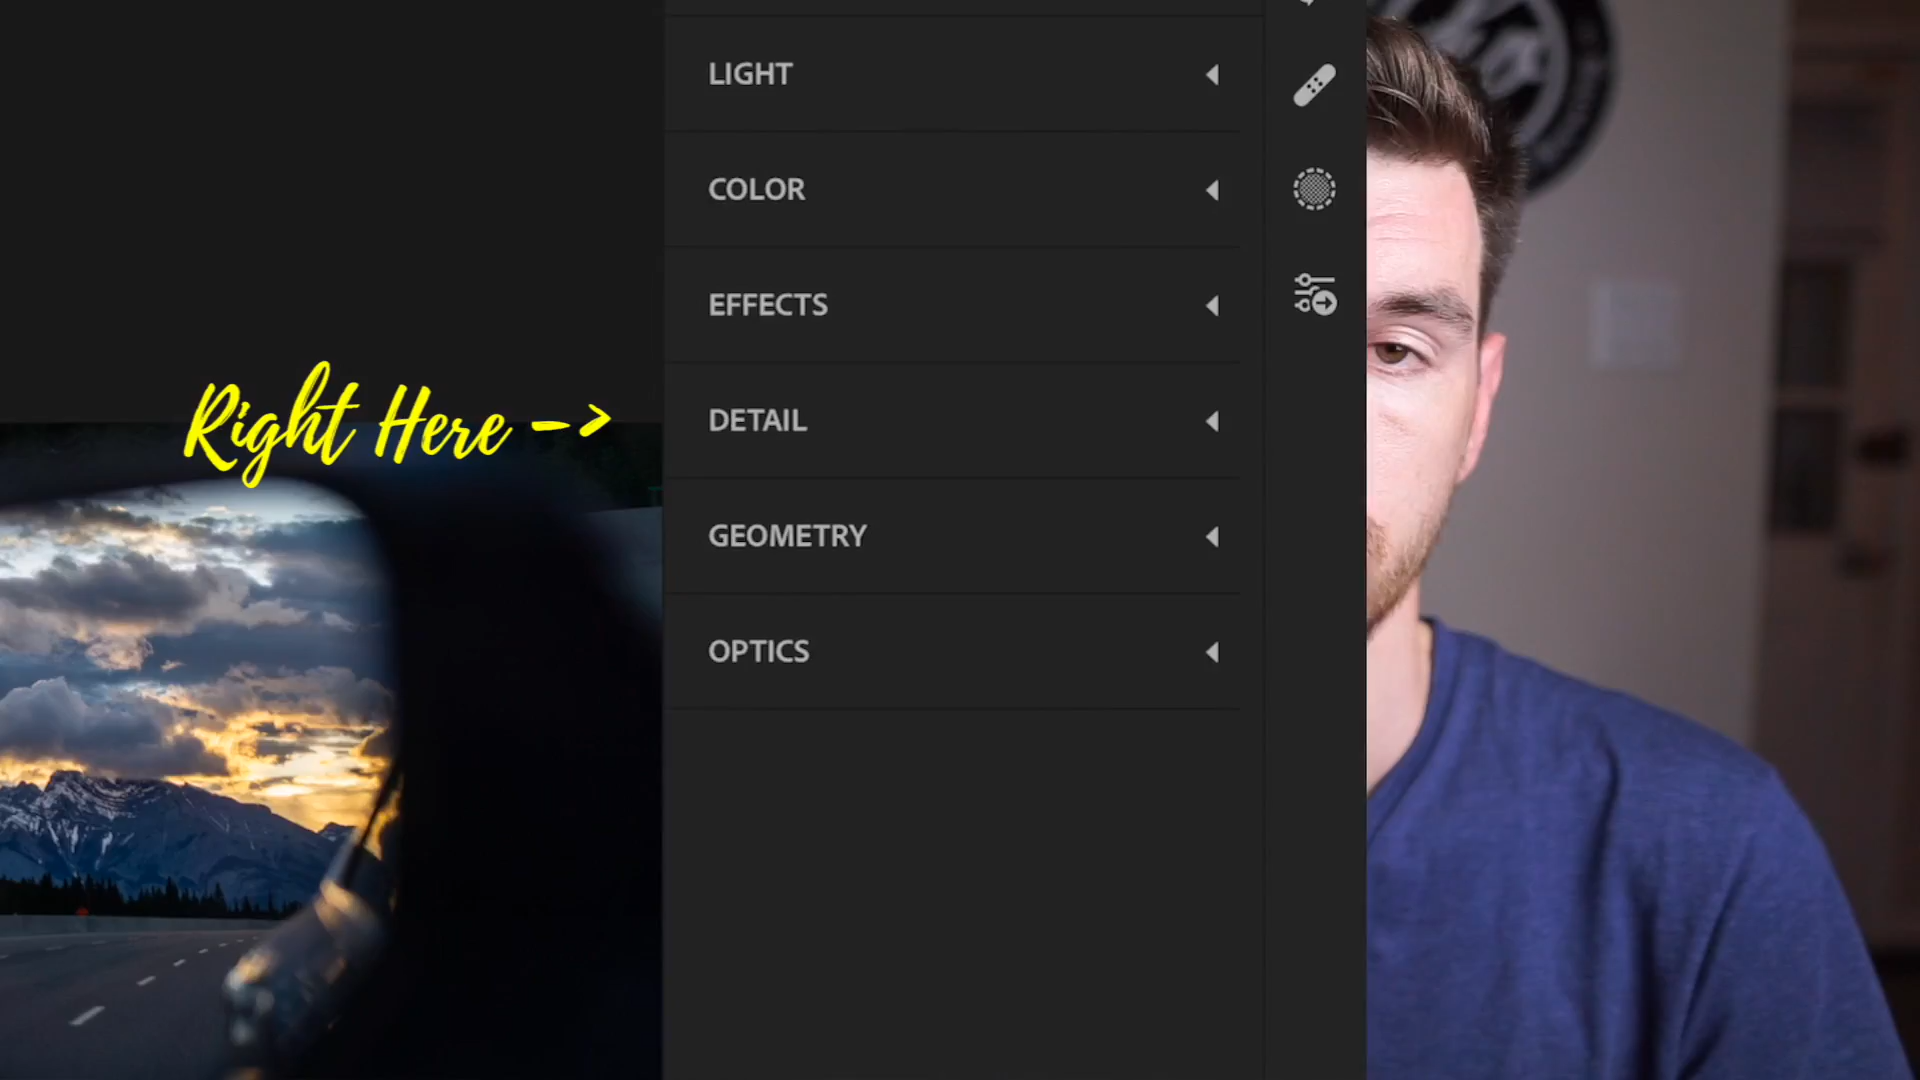 LIGHT
COLOR
EFFECTS
Right Here -->
DETAIL
GEOMETRY
OPTICS